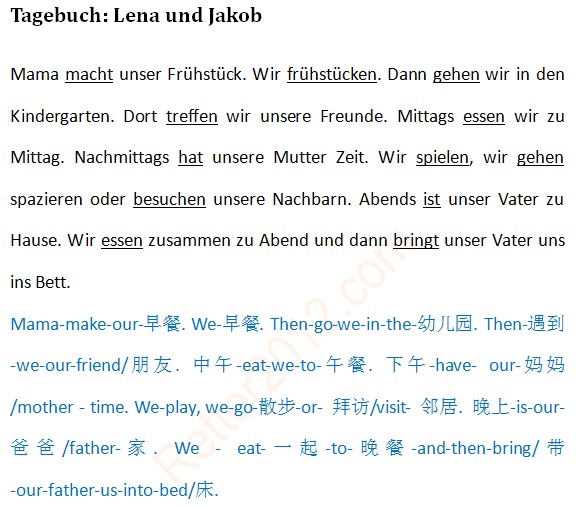 Tagebuch: Lena und Jakob
Mama macht unser Frühstück. Wir frühstücken. Dann gehen wir in den
Kindergarten. Dort treffen wir unsere Freunde. Mittags essen wir zu
Mittag. Nachmittags hat unsere Mutter Zeit. Wir spielen, wir gehen
spazieren oder besuchen unsere Nachbarn. Abends ist unser Vater zu
Hause. Wir essen zusammen zu Abend und dann bringt unser Vater uns
ins Bett.
Mama-make-our-早餐. We-早餐. Then-go-we-in-the-幼儿园. Then-遇到
-we-our-friend/朋友. 中午-eat-we-to-午餐. 下午-have- our-妈妈
/mother - time. We-play, we-go-散步-or- 拜访/visit- 邻居. 晚上-is-our-
爸爸/father-家. We - eat-一起-to-晚餐-and-then-bring/带
-our-father-us-into-bed/床.
Retter2012.com